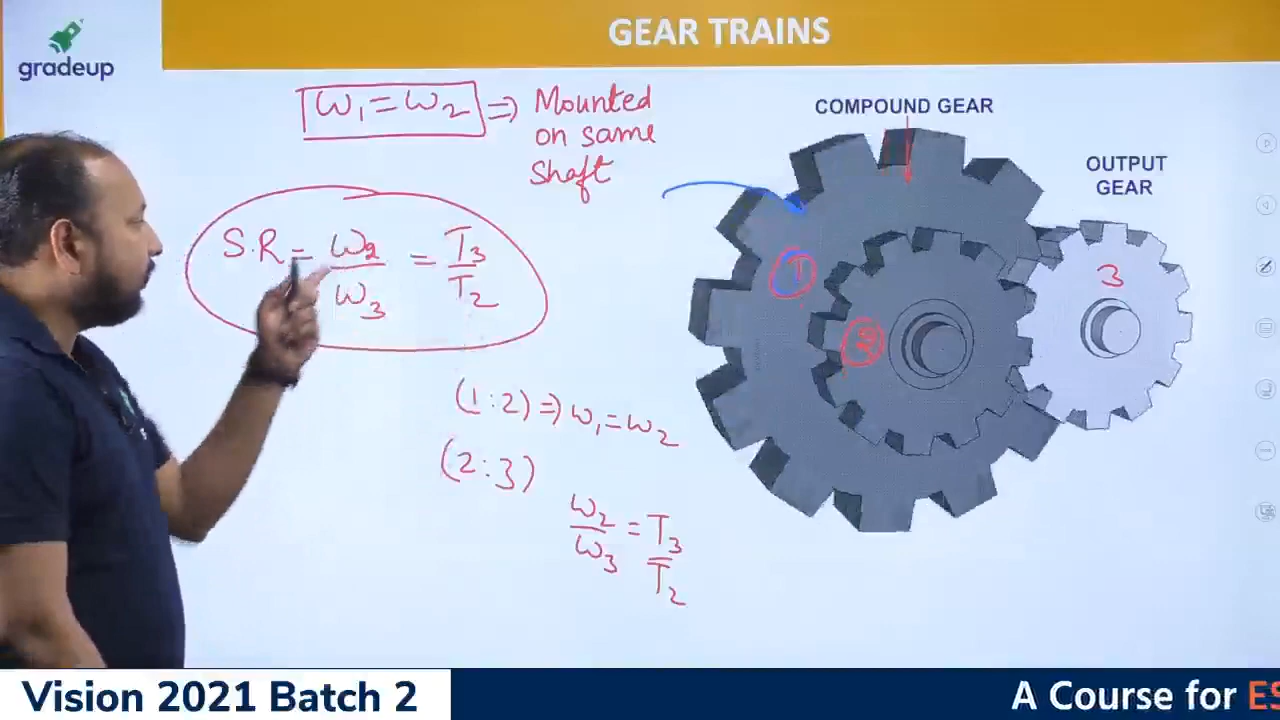 GEAR TRAINS
gradeup
ω₁ = ω₂ ⇒ Mounted
on same
shaft
COMPOUND GEAR
OUTPUT
GEAR
S.R = ω₂/ω₃ = T₃/T₂
1
2
3
(1:2) ⇒ ω₁ = ω₂
(2:3)
ω₂/ω₃ = T₃/T₂
Vision 2021 Batch 2
A Course for ES